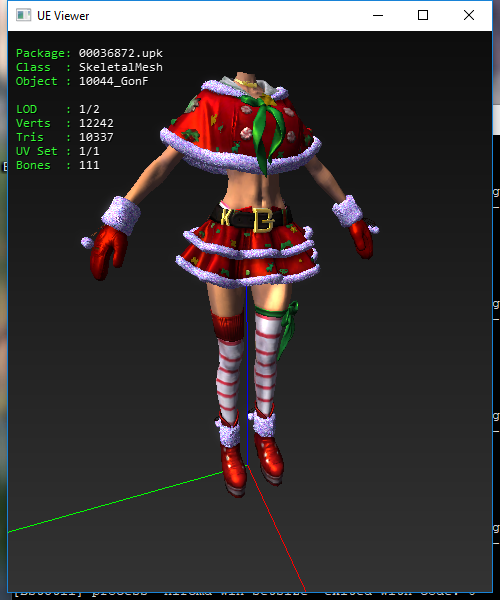 UE Viewer
Package: 00036872.upk
Class : SkeletalMesh
Object : 10044_GonF
LOD : 1/2
Verts : 12242
Tris : 10337
UV Set : 1/1
Bones : 111
K B